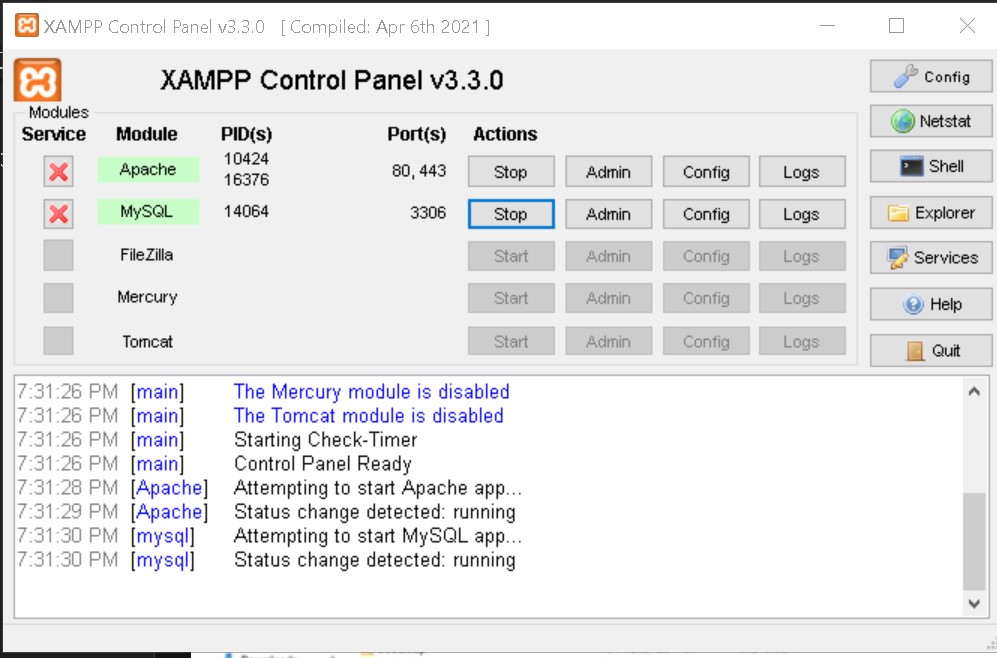 XAMPP Control Panel v3.3.0 [ Compiled: Apr 6th 2021 ]
XAMPP Control Panel v3.3.0
Config
Modules
Service Module PID(s) Port(s) Actions
Netstat
Apache 10424 16376 80, 443 Stop Admin Config Logs
Shell
MySQL 14064 3306 Stop Admin Config Logs
Explorer
FileZilla Start Admin Config Logs
Services
Mercury Start Admin Config Logs
Help
Tomcat Start Admin Config Logs
Quit
7:31:26 PM [main] The Mercury module is disabled
7:31:26 PM [main] The Tomcat module is disabled
7:31:26 PM [main] Starting Check-Timer
7:31:26 PM [main] Control Panel Ready
7:31:28 PM [Apache] Attempting to start Apache app...
7:31:29 PM [Apache] Status change detected: running
7:31:30 PM [mysql] Attempting to start MySQL app...
7:31:30 PM [mysql] Status change detected: running